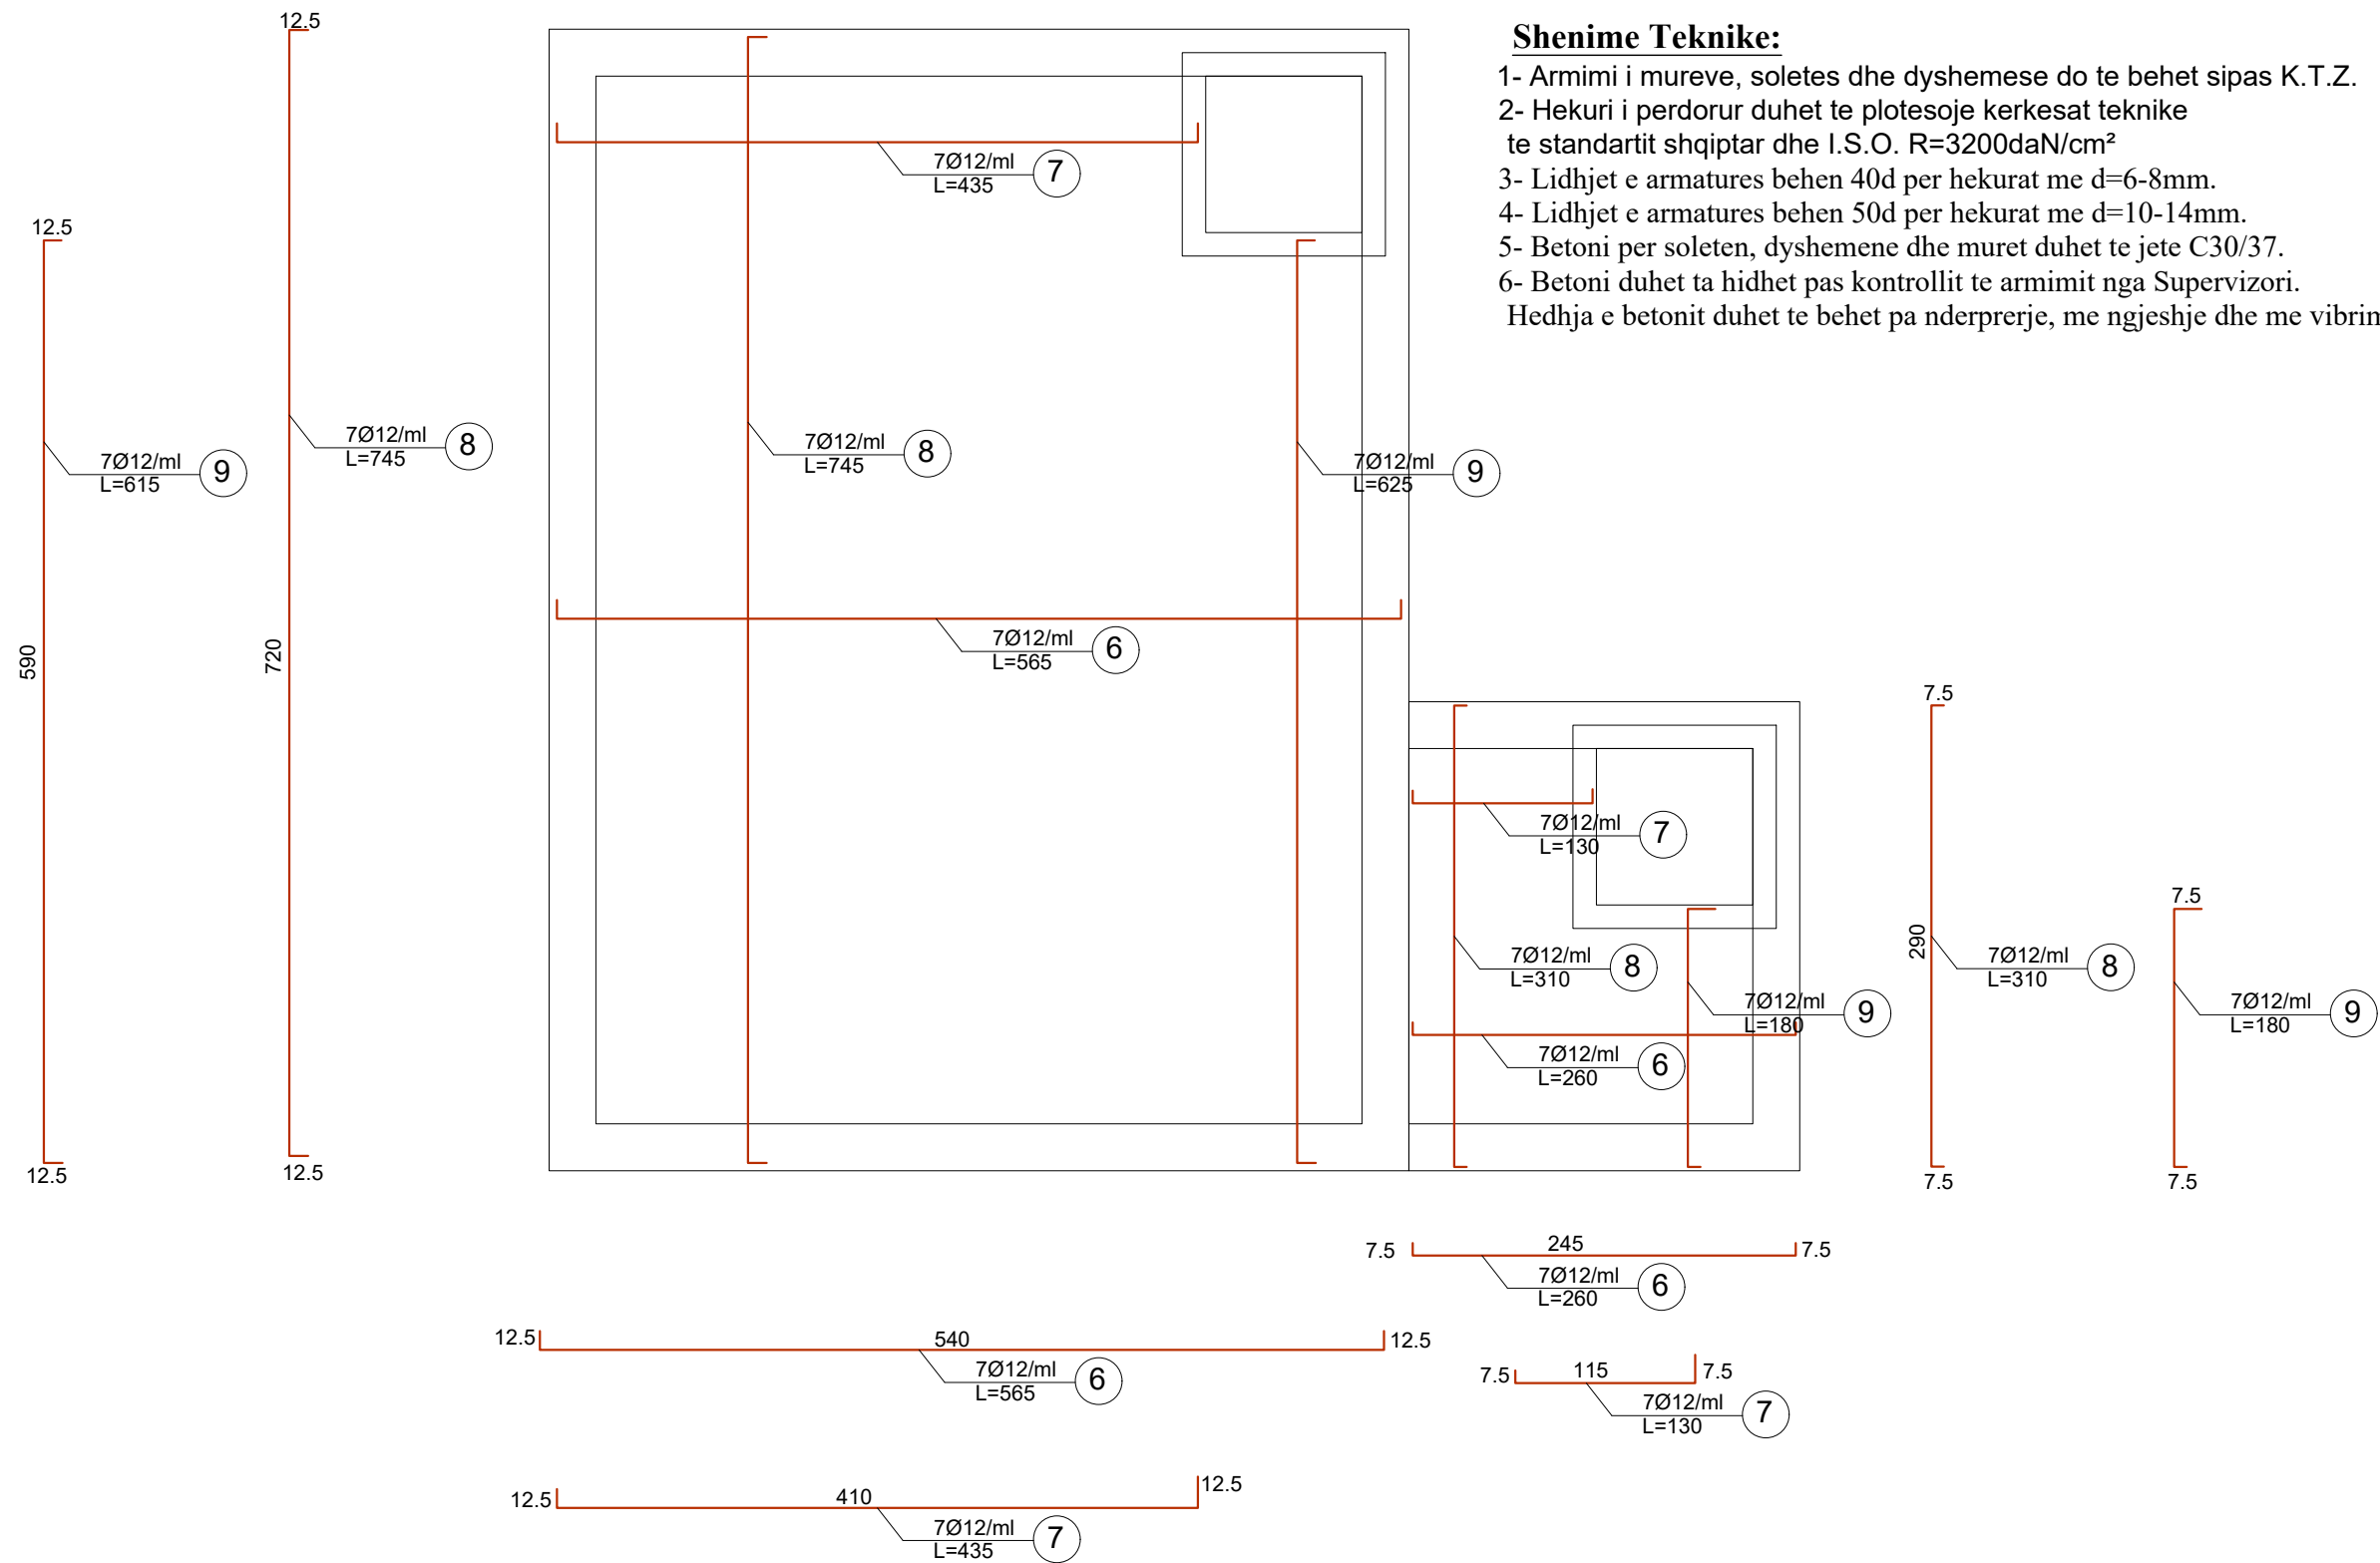 Shenime Teknike:
1- Armimi i mureve, soletes dhe dyshemese do te behet sipas K.T.Z.
2- Hekuri i perdorur duhet te plotesoje kerkesat teknike
te standartit shqiptar dhe I.S.O. R=3200daN/cm²
3- Lidhjet e armatures behen 40d per hekurat me d=6-8mm.
4- Lidhjet e armatures behen 50d per hekurat me d=10-14mm.
5- Betoni per soleten, dyshemene dhe muret duhet te jete C30/37.
6- Betoni duhet ta hidhet pas kontrollit te armimit nga Supervizori.
Hedhja e betonit duhet te behet pa nderprerje, me ngjeshje dhe me
12.5
590
7Ø12/ml
L=615
9
12.5
12.5
720
7Ø12/ml
L=745
8
12.5
7Ø12/ml
L=435
7
7Ø12/ml
L=745
8
7Ø12/ml
L=625
9
7Ø12/ml
L=565
6
7Ø12/ml
L=130
7
7Ø12/ml
L=310
8
7Ø12/ml
L=180
9
7Ø12/ml
L=260
6
7.5
290
7Ø12/ml
L=310
8
7.5
7.5
7Ø12/ml
L=180
9
7.5
7.5
245
7.5
7Ø12/ml
L=260
6
12.5
540
12.5
7Ø12/ml
L=565
6
7.5
115
7.5
7Ø12/ml
L=130
7
12.5
410
12.5
7Ø12/ml
L=435
7